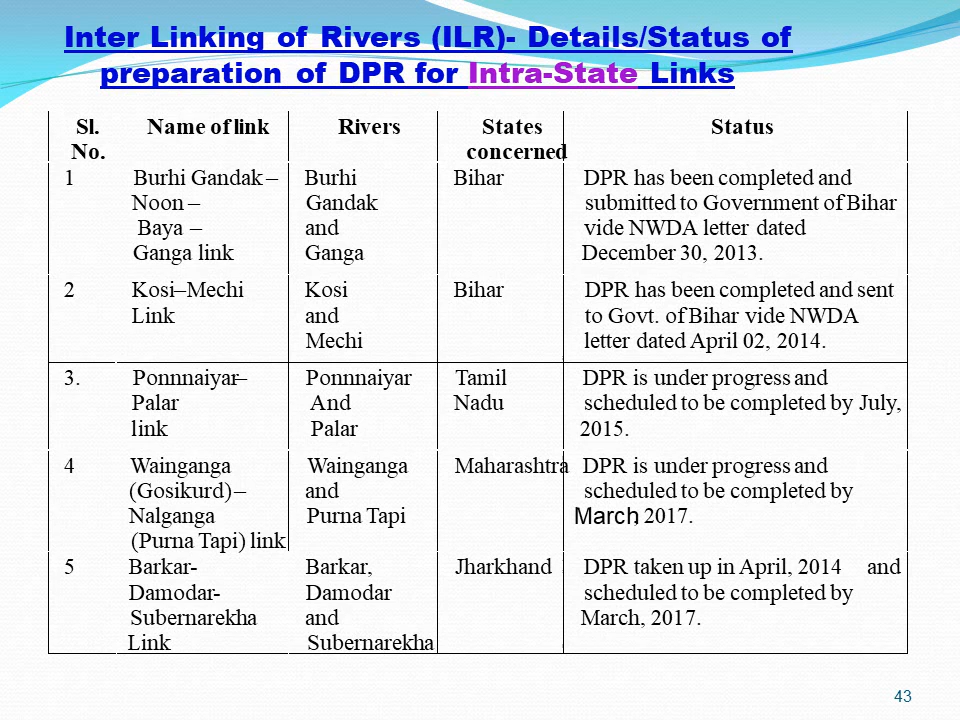 Inter Linking of Rivers (ILR)- Details/Status of
preparation of DPR for Intra-State Links
Sl. No. Name of link Rivers States concerned Status
1 Burhi Gandak – Noon – Baya – Ganga link Burhi Gandak and Ganga Bihar DPR has been completed and submitted to Government of Bihar vide NWDA letter dated December 30, 2013.
2 Kosi–Mechi Link Kosi and Mechi Bihar DPR has been completed and sent to Govt. of Bihar vide NWDA letter dated April 02, 2014.
3. Ponnnaiyar– Palar link Ponnnaiyar And Palar Tamil Nadu DPR is under progress and scheduled to be completed by July, 2015.
4 Wainganga (Gosikurd) – Nalganga (Purna Tapi) link Wainganga and Purna Tapi Maharashtra DPR is under progress and scheduled to be completed by March, 2017.
5 Barkar- Damodar- Subernarekha Link Barkar, Damodar and Subernarekha Jharkhand DPR taken up in April, 2014 and scheduled to be completed by March, 2017.
43